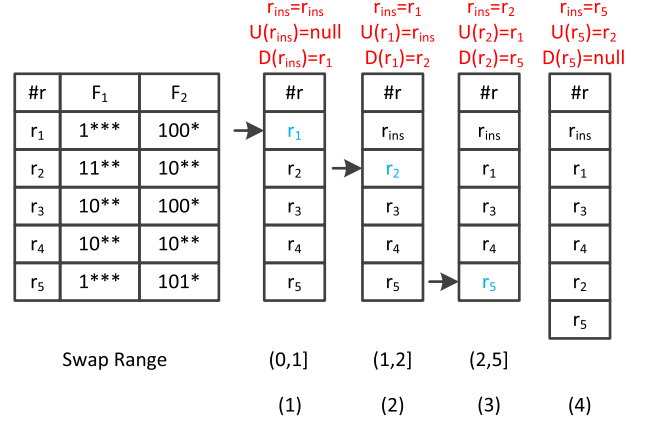 r_ins=r_ins r_ins=r_1 r_ins=r_2 r_ins=r_5
U(r_ins)=null U(r_1)=r_ins U(r_2)=r_1 U(r_5)=r_2
D(r_ins)=r_1 D(r_1)=r_2 D(r_2)=r_5 D(r_5)=null
#r F_1 F_2 #r #r #r #r
r_1 1*** 100* r_1 r_ins r_ins r_ins
r_2 11** 10** r_2 r_2 r_1 r_1
r_3 10** 100* r_3 r_3 r_3 r_3
r_4 10** 10** r_4 r_4 r_4 r_4
r_5 1*** 101* r_5 r_5 r_5 r_2
r_5
Swap Range (0,1] (1,2] (2,5]
(1) (2) (3) (4)